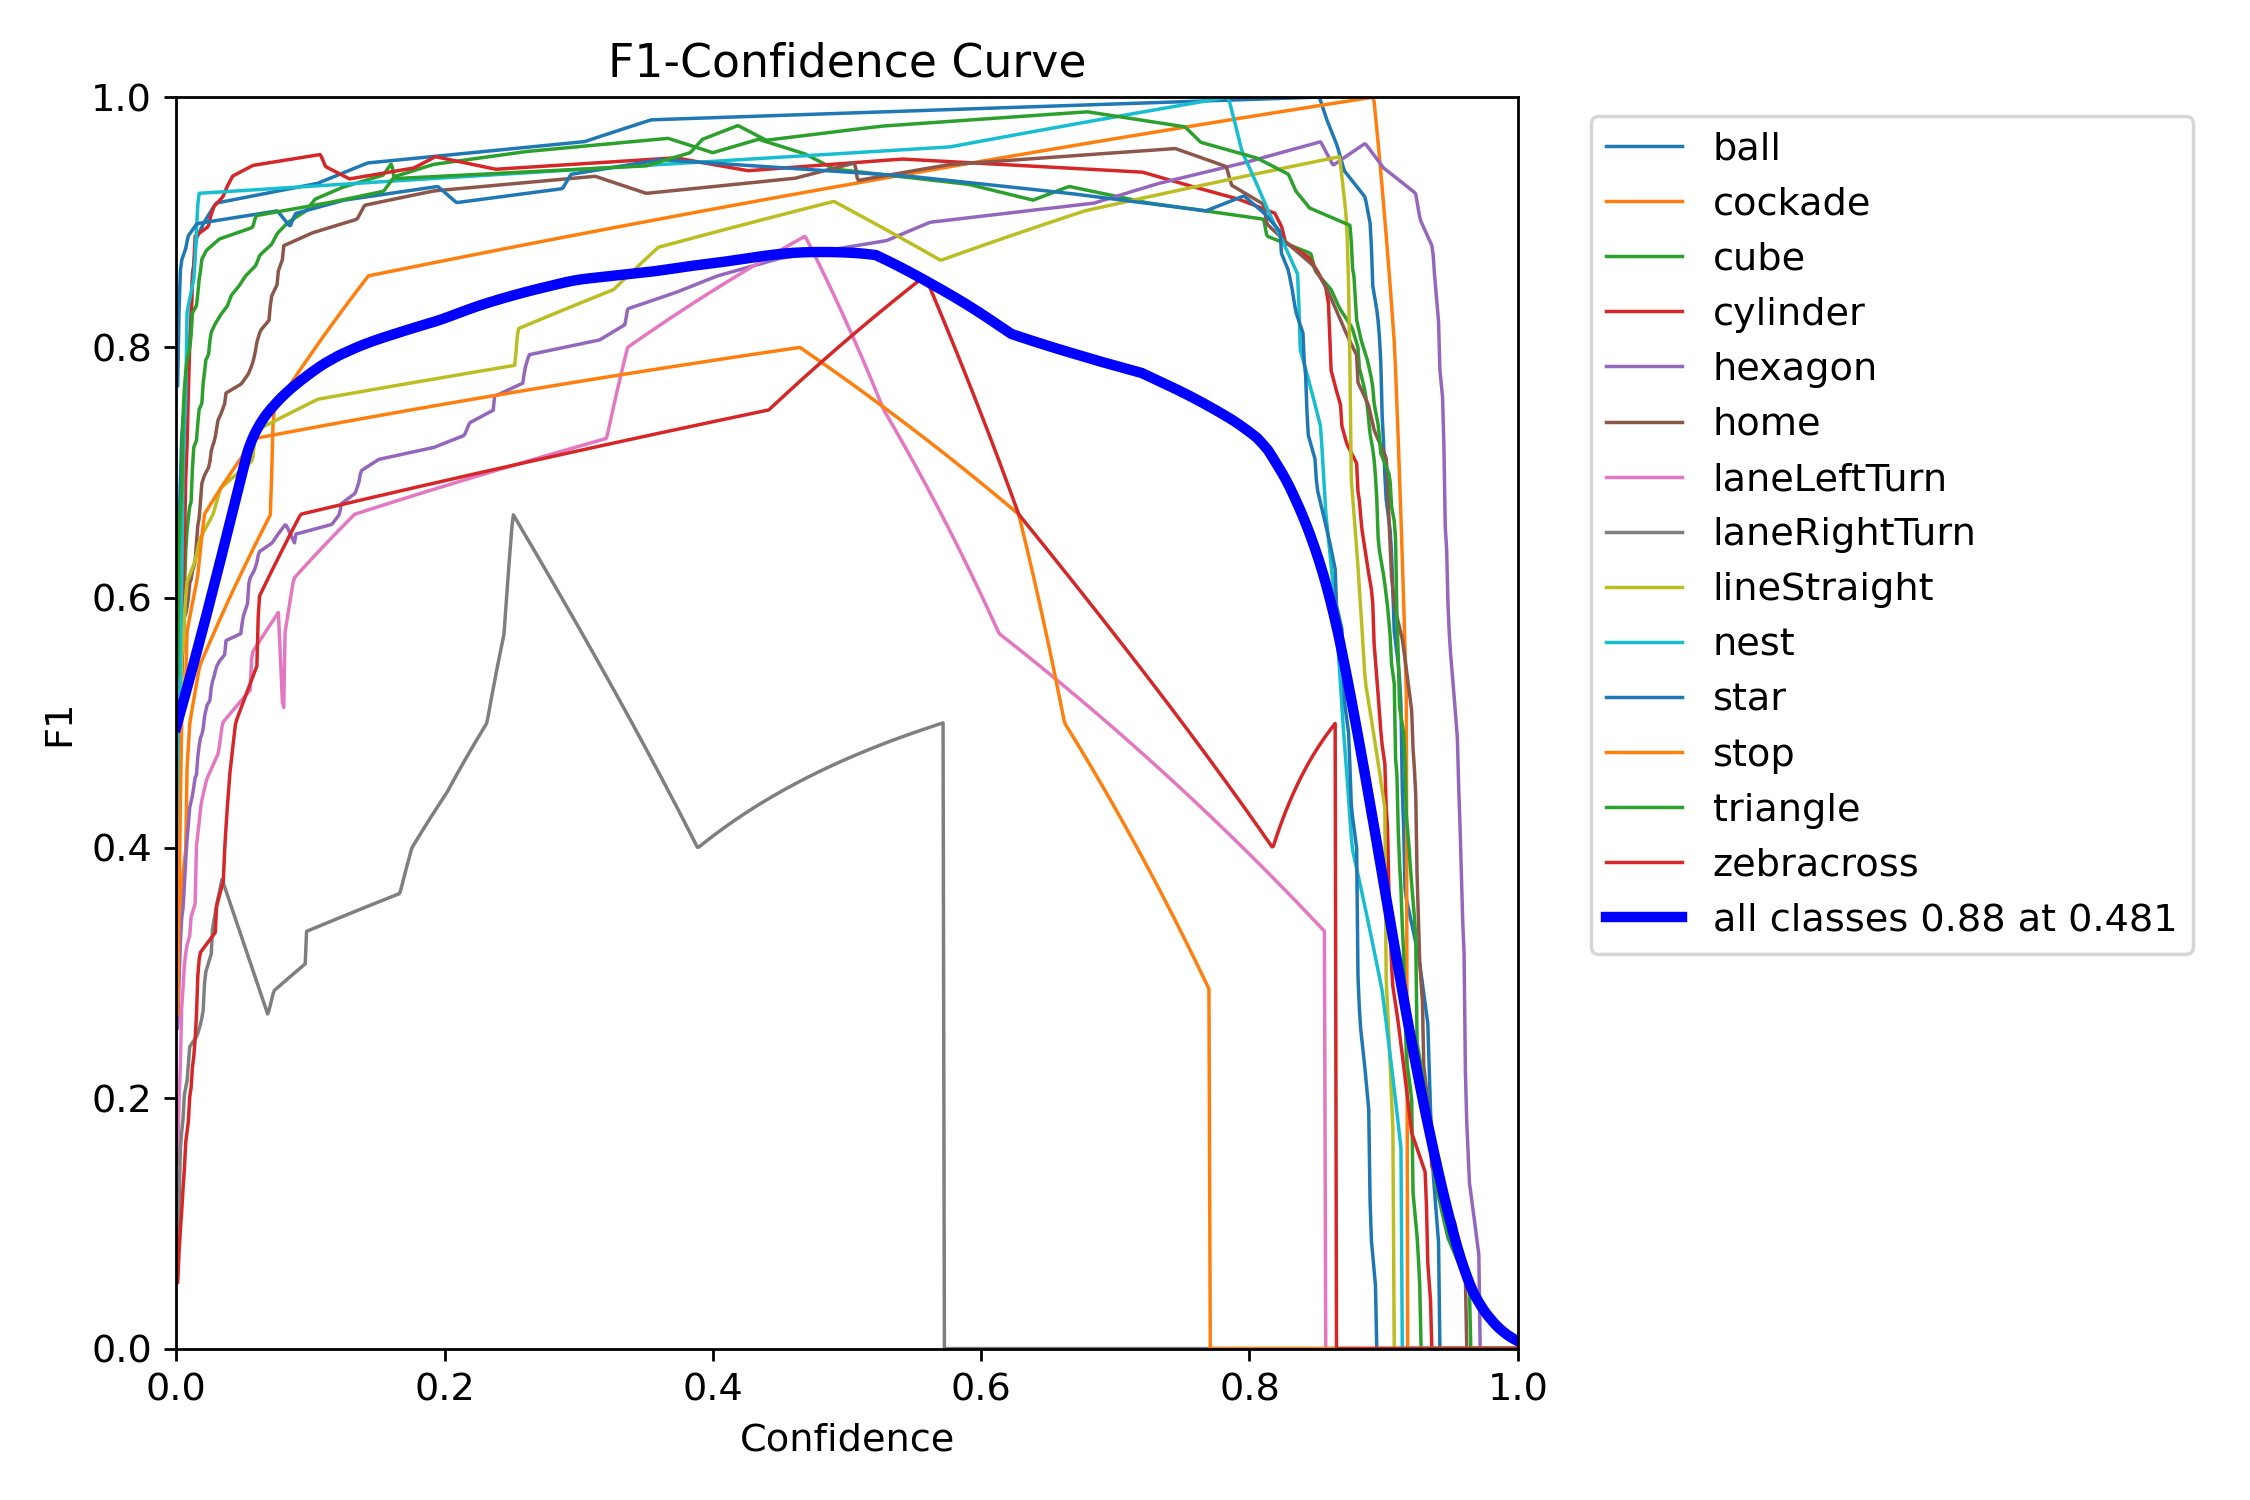 F1-Confidence Curve
1.0
0.8
0.6
0.4
0.2
0.0
F1
0.0 0.2 0.4 0.6 0.8 1.0
Confidence
ball
cockade
cube
cylinder
hexagon
home
laneLeftTurn
laneRightTurn
lineStraight
nest
star
stop
triangle
zebracross
all classes 0.88 at 0.481